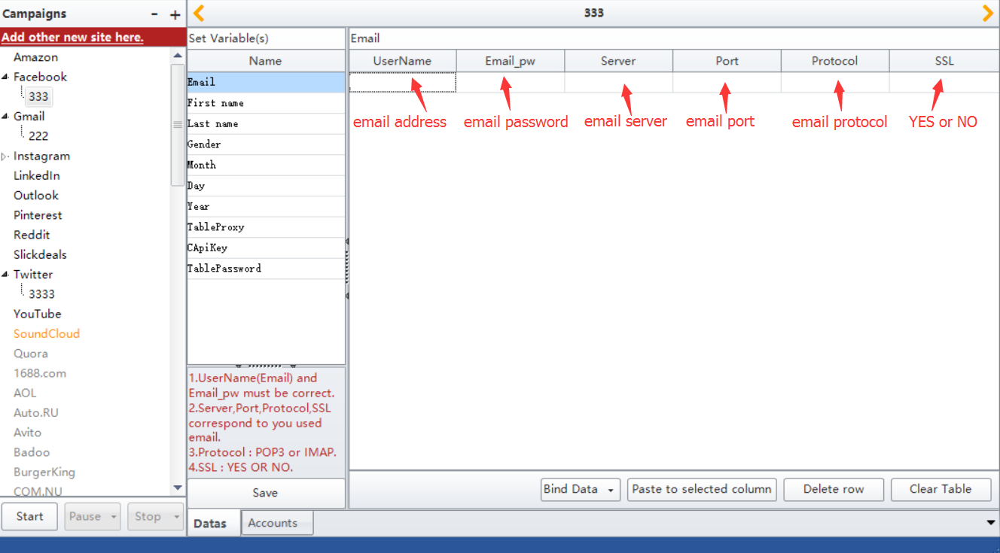 Campaigns - +
333
Add other new site here.
Amazon
Facebook
333
Gmail
222
Instagram
LinkedIn
Outlook
Pinterest
Reddit
Slickdeals
Twitter
3333
YouTube
SoundCloud
Quora
1688.com
AOL
Auto.RU
Avito
Badoo
BurgerKing
COM.NU
Start Pause Stop
Set Variable(s)
Name
Email
First name
Last name
Gender
Month
Day
Year
TableProxy
CApiKey
TablePassword
1.UserName(Email) and
Email_pw must be correct.
2.Server,Port,Protocol,SSL
correspond to you used
email.
3.Protocol : POP3 or IMAP.
4.SSL : YES OR NO.
Save
Email
UserName Email_pw Server Port Protocol SSL
email address email password email server email port email protocol YES or NO
Bind Data Paste to selected column Delete row Clear Table
Datas Accounts